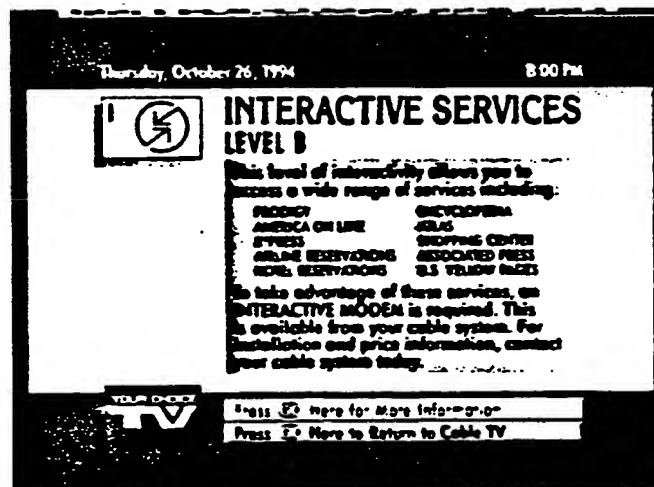 Thursday, October 26, 1994
8:00 PM
INTERACTIVE SERVICES
LEVEL B
This level of interactivity allows you to
access a wide range of services including:
PRODIGY
ENCYCLOPEDIA
AMERICA ON LINE
ATLAS
X*PRESS
SHOPPING CENTER
AIRLINE RESERVATIONS
ASSOCIATED PRESS
HOTEL RESERVATIONS
U.S. YELLOW PAGES
To take advantage of these services, an
INTERACTIVE MODEM is required. This
is available from your cable system. For
installation and price information, contact
your cable system today.
YOUR CHOICE
TV
Press Here for More Information
Press Here to Return to Cable TV